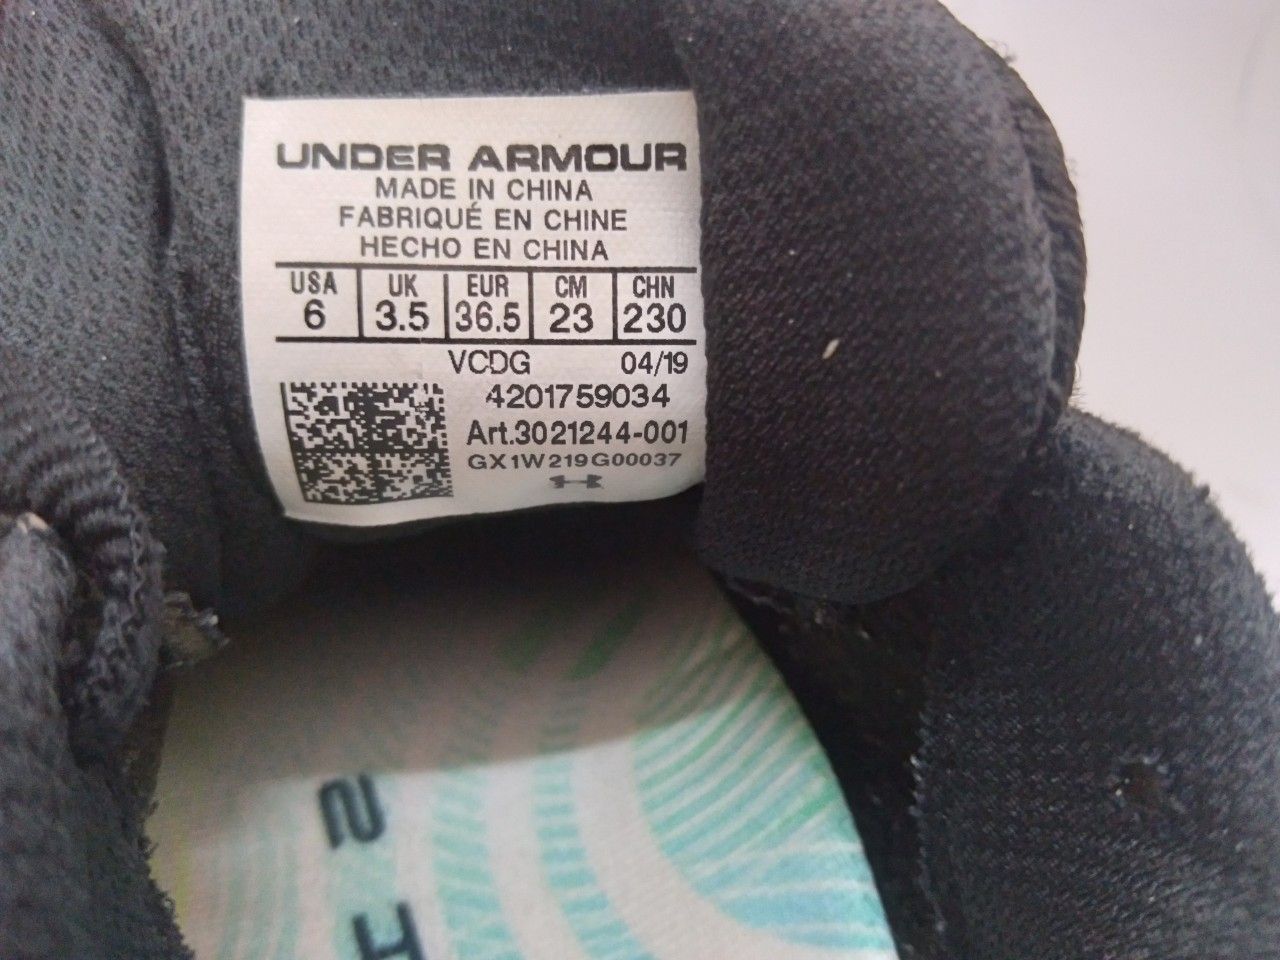 UNDER ARMOUR
MADE IN CHINA
FABRIQUÉ EN CHINE
HECHO EN CHINA
USA UK EUR CM CHN
6 3.5 36.5 23 230
VCDG 04/19
4201759034
Art.3021244-001
GX1W219G00037